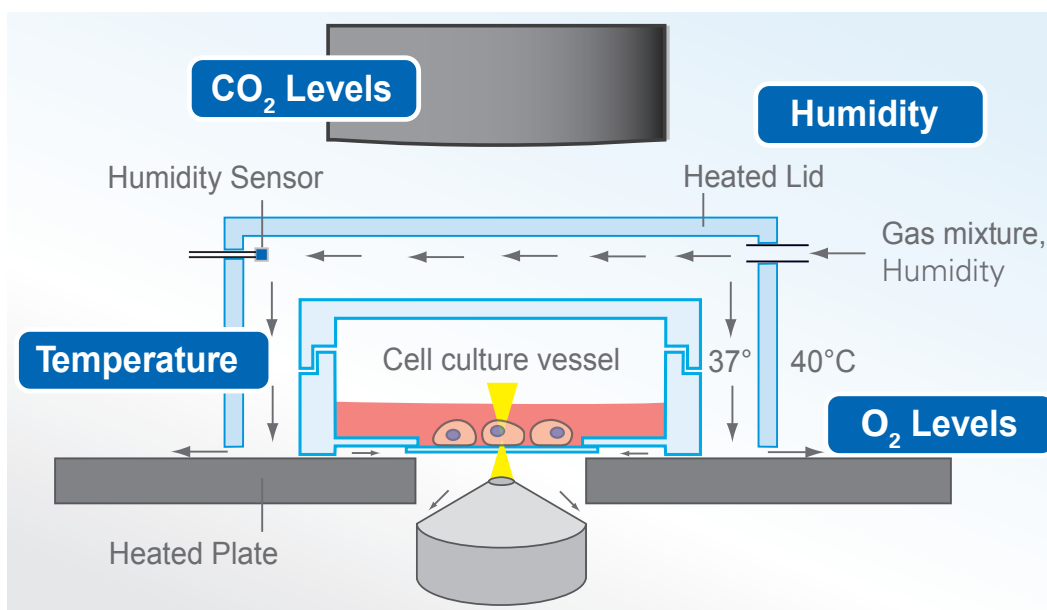 CO₂ Levels
Humidity
Humidity Sensor
Heated Lid
Gas mixture,
Humidity
Temperature
Cell culture vessel
37°
40°C
O₂ Levels
Heated Plate